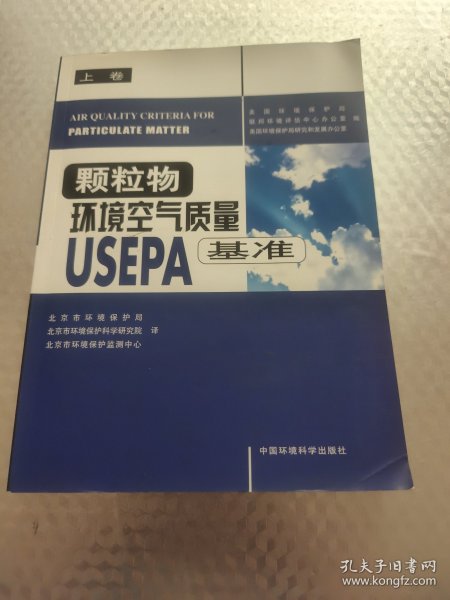 上卷
AIR QUALITY CRITERIA FOR
PARTICULATE MATTER
美国环境保护局
联邦环境评估中心办公室 编
美国环境保护局研究和发展办公室
颗粒物
环境空气质量
USEPA 基准
北京市环境保护局
北京市环境保护科学研究院 译
北京市环境保护监测中心
中国环境科学出版社
孔夫子旧书网
www.kongfz.com